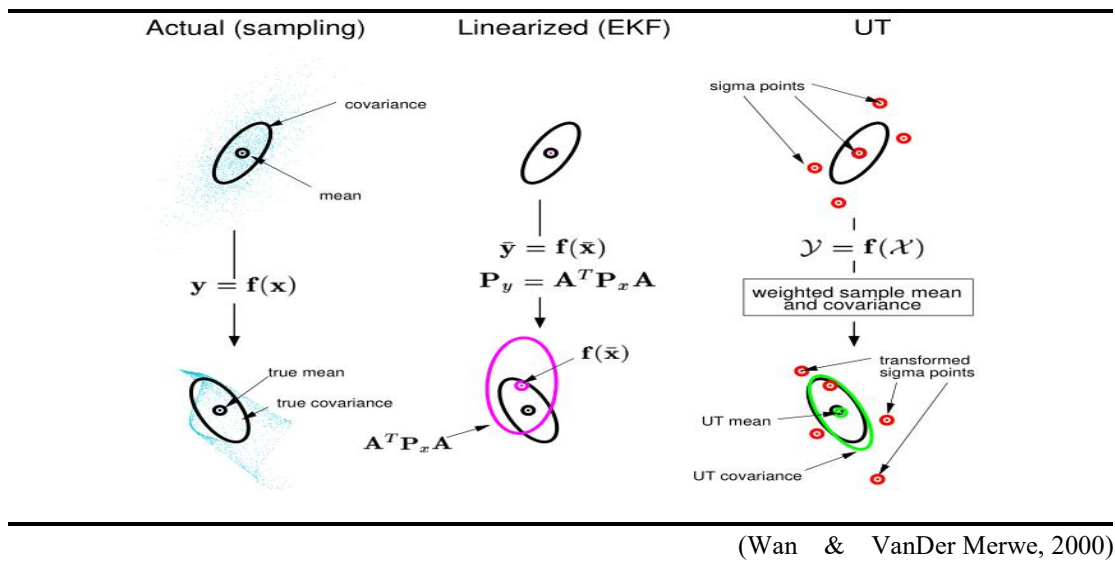 Actual (sampling)
Linearized (EKF)
UT
covariance
mean
sigma points
y = f(x)
ȳ = f(x̄)
P_y = A^T P_x A
𝒴 = f(𝒳)
weighted sample mean
and covariance
true mean
true covariance
f(x̄)
A^T P_x A
transformed
sigma points
UT mean
UT covariance
(Wan & VanDer Merwe, 2000)